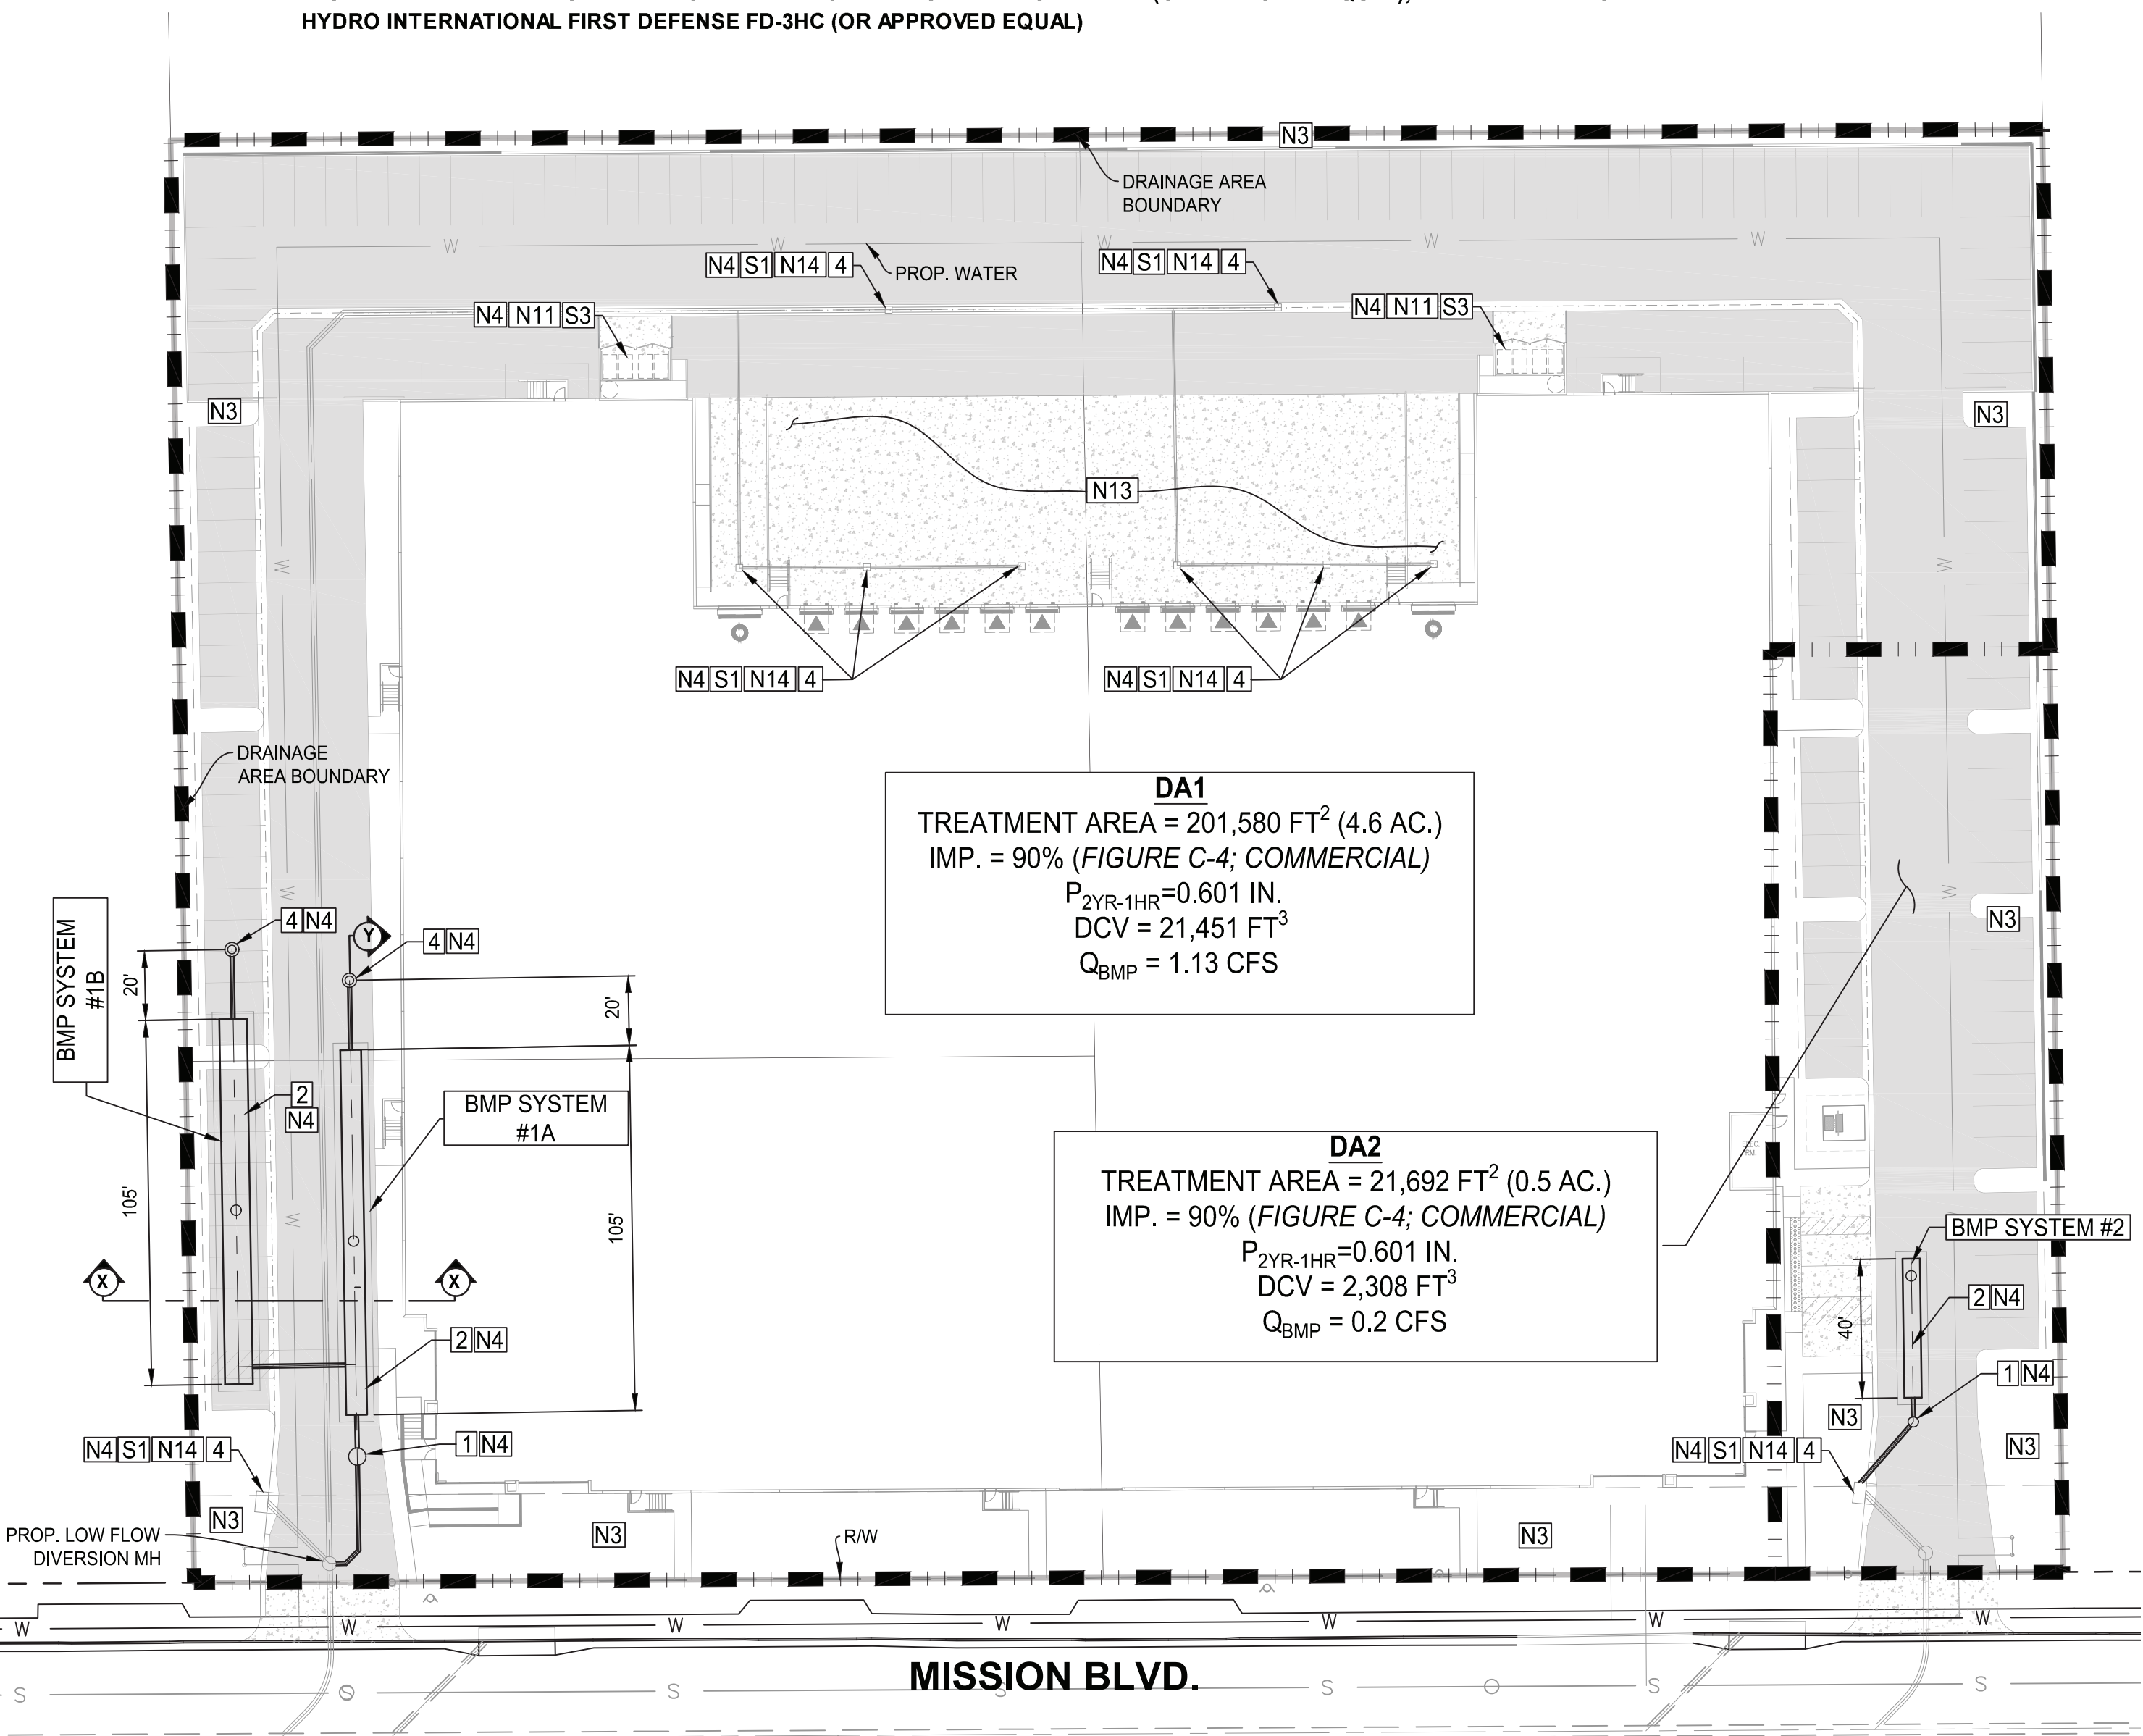 HYDRO INTERNATIONAL FIRST DEFENSE FD-3HC (OR APPROVED EQUAL)
N3
DRAINAGE AREA
BOUNDARY
W W W W W
N4 S1 N14 4
PROP. WATER
N4 S1 N14 4
N4 N11 S3
N4 N11 S3
N3
N3
N13
W
W
N4 S1 N14 4
N4 S1 N14 4
DRAINAGE
AREA BOUNDARY
DA1
TREATMENT AREA = 201,580 FT2 (4.6 AC.)
IMP. = 90% (FIGURE C-4; COMMERCIAL)
P2YR-1HR=0.601 IN.
DCV = 21,451 FT3
QBMP = 1.13 CFS
W
W
N3
BMP SYSTEM
#1B
4 N4
Y
4 N4
20'
20'
2
N4
BMP SYSTEM
#1A
105'
105'
W
DA2
TREATMENT AREA = 21,692 FT2 (0.5 AC.)
IMP. = 90% (FIGURE C-4; COMMERCIAL)
P2YR-1HR=0.601 IN.
DCV = 2,308 FT3
QBMP = 0.2 CFS
ELEC.
RM.
BMP SYSTEM #2
X
X
2 N4
40'
2 N4
1 N4
N3
N3
N4 S1 N14 4
1 N4
N4 S1 N14 4
N3
PROP. LOW FLOW
DIVERSION MH
N3
R/W
N3
W W W W W W W
MISSION BLVD.
S S S S S S